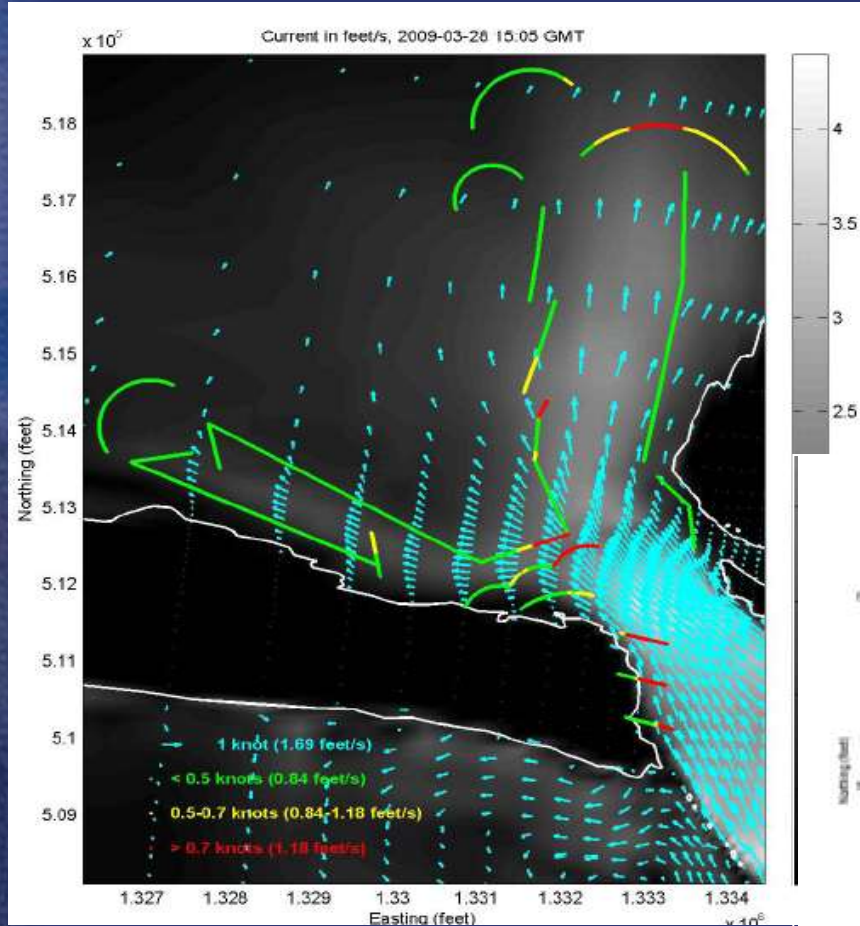 Current in feet/s, 2009-03-28 15:05 GMT
x 10⁵
5.18
5.17
5.16
5.15
5.14
5.13
5.12
5.11
5.1
5.09
Northing (feet)
4
3.5
3
2.5
1 knot (1.69 feet/s)
< 0.5 knots (0.84 feet/s)
0.5-0.7 knots (0.84-1.18 feet/s)
> 0.7 knots (1.18 feet/s)
1.327
1.328
1.329
1.33
1.331
1.332
1.333
1.334
Easting (feet)
x 10⁶
Northing (feet)